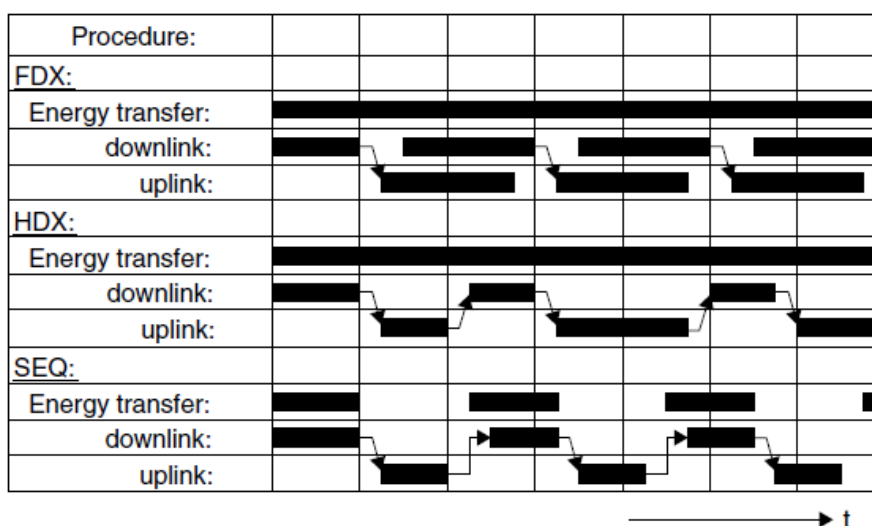 Procedure:
FDX:
Energy transfer:
downlink:
uplink:
HDX:
Energy transfer:
downlink:
uplink:
SEQ:
Energy transfer:
downlink:
uplink:
t